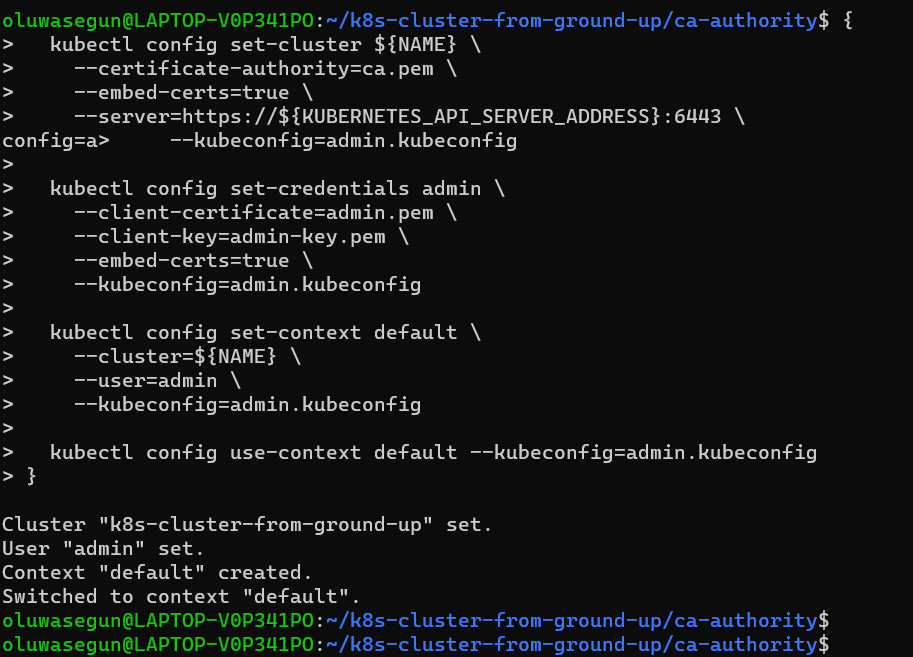 oluwasegun@LAPTOP-V0P341PO:~/k8s-cluster-from-ground-up/ca-authority$ {
>   kubectl config set-cluster ${NAME} \
>     --certificate-authority=ca.pem \
>     --embed-certs=true \
>     --server=https://${KUBERNETES_API_SERVER_ADDRESS}:6443 \
config=a>     --kubeconfig=admin.kubeconfig
>
>   kubectl config set-credentials admin \
>     --client-certificate=admin.pem \
>     --client-key=admin-key.pem \
>     --embed-certs=true \
>     --kubeconfig=admin.kubeconfig
>
>   kubectl config set-context default \
>     --cluster=${NAME} \
>     --user=admin \
>     --kubeconfig=admin.kubeconfig
>
>   kubectl config use-context default --kubeconfig=admin.kubeconfig
> }
Cluster "k8s-cluster-from-ground-up" set.
User "admin" set.
Context "default" created.
Switched to context "default".
oluwasegun@LAPTOP-V0P341PO:~/k8s-cluster-from-ground-up/ca-authority$
oluwasegun@LAPTOP-V0P341PO:~/k8s-cluster-from-ground-up/ca-authority$